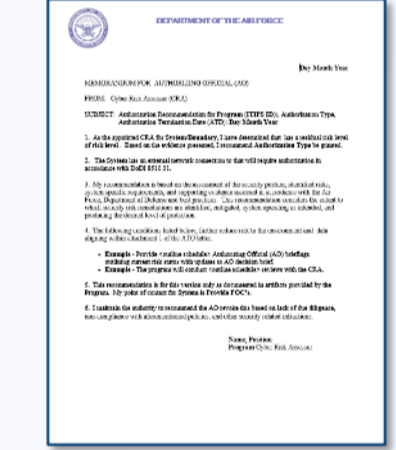 DEPARTMENT OF THE AIR FORCE
Day Month Year
MEMORANDUM FOR AUTHORIZING OFFICIAL (AO)
FROM: Cyber Risk Assessor (CRA)
SUBJECT: Authorization Recommendation for Program (ITIPS ID), Authorization Type,
Authorization Termination Date (ATD): Day Month Year
1. As the appointed CRA for System/Boundary, I have determined that has a residual risk level
of risk level. Based on the evidence presented, I recommend Authorization Type be granted.
2. The System has an external network connection to that will require authorization in
accordance with DoDI 8510.01.
3. My recommendation is based on the assessment of the security posture, identified risks,
system specific requirements, and supporting evidence assessed in accordance with the Air
Force, Department of Defense and best practices. This recommendation considers the extent to
which security risk remediations are identified, mitigated, system operating as intended, and
producing the desired level of protection.
4. The following conditions listed below, further reduce risk to the environment and data
aligning within attachment 1 of the ATO letter.
• Example - Provide <outline schedule> Authorizing Official (AO) briefings
outlining current risk status with updates to AO decision brief.
• Example - The program will conduct <outline schedule> reviews with the CRA.
5. This recommendation is for this version only as documented in artifacts provided by the
Program. My point of contact for System is Provide POC's.
6. I maintain the authority to recommend the AO revoke this based on lack of due diligence,
non-compliance with aforementioned policies, and other security related infractions.
Name, Position
Program Cyber Risk Assessor